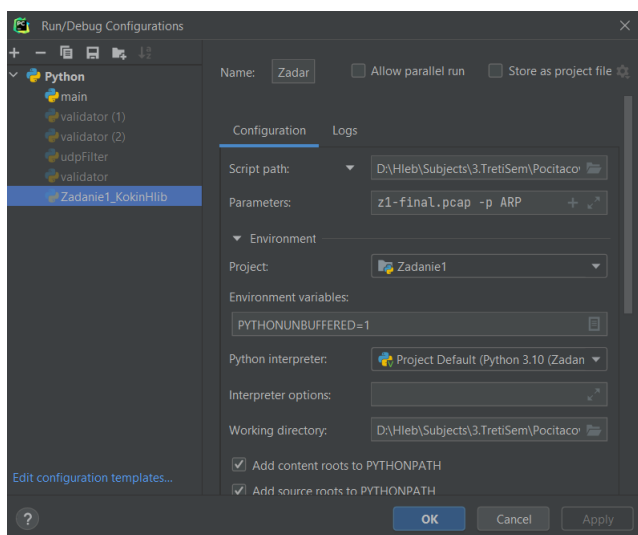 Run/Debug Configurations
Python
main
validator (1)
validator (2)
udpFilter
validator
Zadanie1_KokinHlib
Edit configuration templates...
Name: Zadar Allow parallel run Store as project file
Configuration Logs
Script path: D:\Hleb\Subjects\3.TretiSem\Pocitacov
Parameters: z1-final.pcap -p ARP
Environment
Project: Zadanie1
Environment variables:
PYTHONUNBUFFERED=1
Python interpreter: Project Default (Python 3.10 (Zadan
Interpreter options:
Working directory: D:\Hleb\Subjects\3.TretiSem\Pocitacov
Add content roots to PYTHONPATH
Add source roots to PYTHONPATH
? OK Cancel Apply